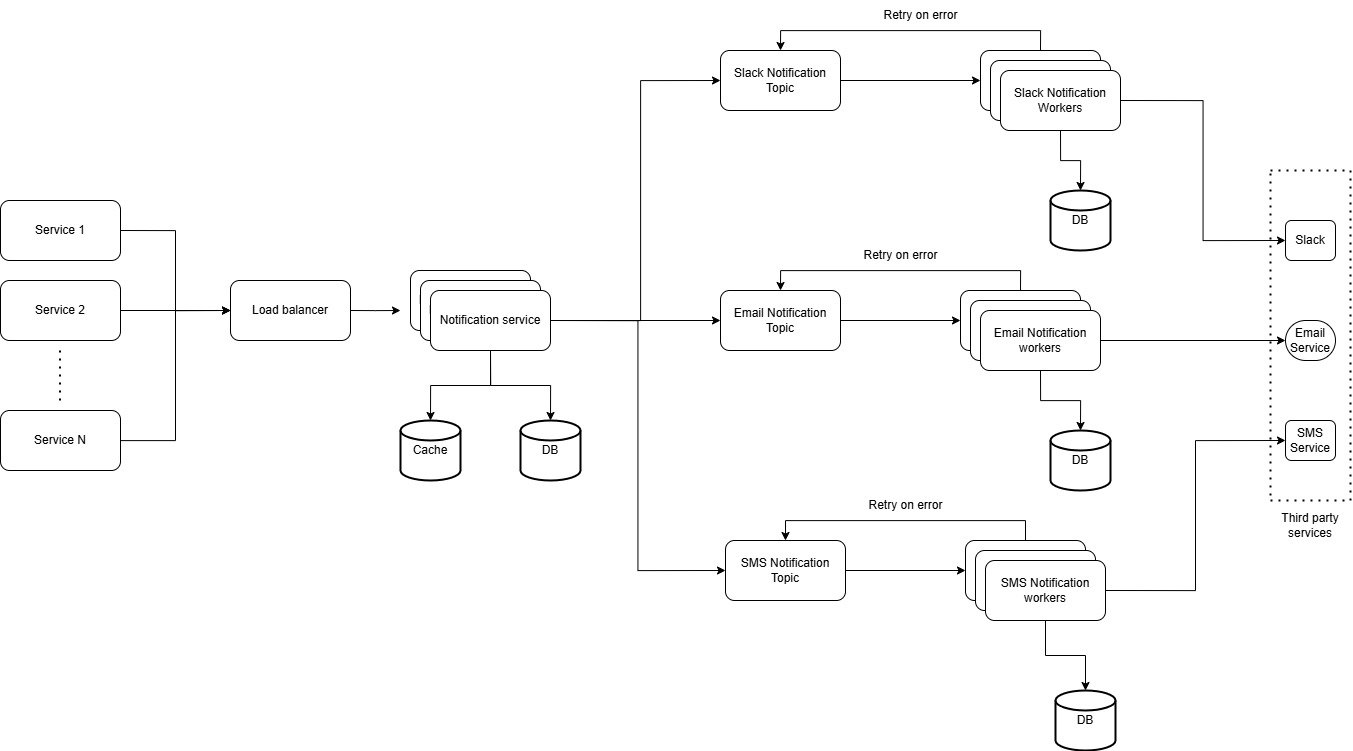 Retry on error
Slack Notification
Topic
Slack Notification
Workers
DB
Service 1
Service 2
Service N
Load balancer
Notification service
Cache
DB
Retry on error
Email Notification
Topic
Email Notification
workers
DB
Retry on error
SMS Notification
Topic
SMS Notification
workers
DB
Slack
Email
Service
SMS
Service
Third party
services